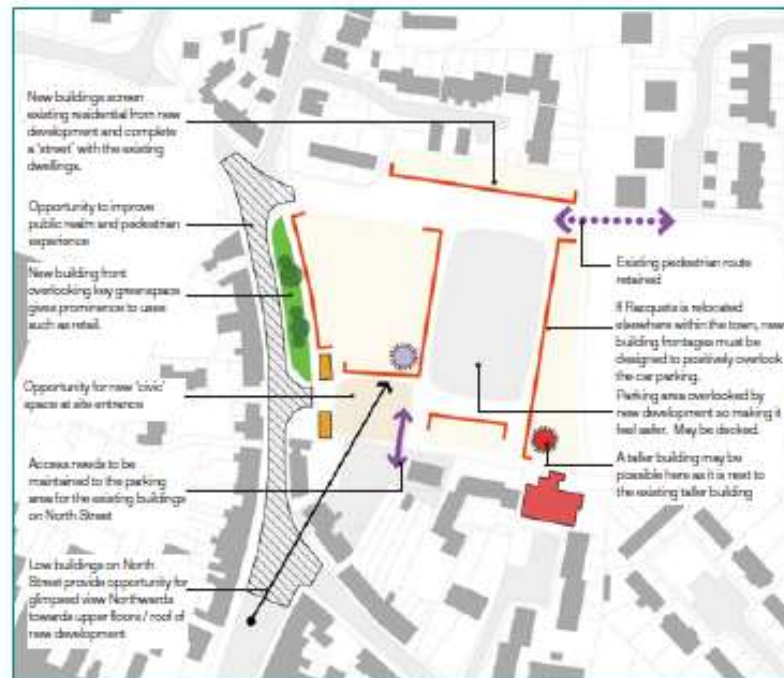 New buildings screen
existing residential from new
development and complete
a 'street' with the existing
dwellings.
Opportunity to improve
public realm and pedestrian
experience
New building front
overlooking key greenspace
gives prominence to uses
such as retail.
Opportunity for new 'civic'
space at site entrance
Access needs to be
maintained to the parking
area for the existing buildings
on North Street
Low buildings on North
Street provide opportunity for
glimpsed view Northwards
towards upper floors / roof of
new development
Existing pedestrian route
retained
If Racquets is relocated
elsewhere within the town, new
building frontages must be
designed to positively overlook
the car parking.
Parking area overlooked by
new development so making it
feel safer. May be decked.
A taller building may be
possible here as it is next to
the existing taller building